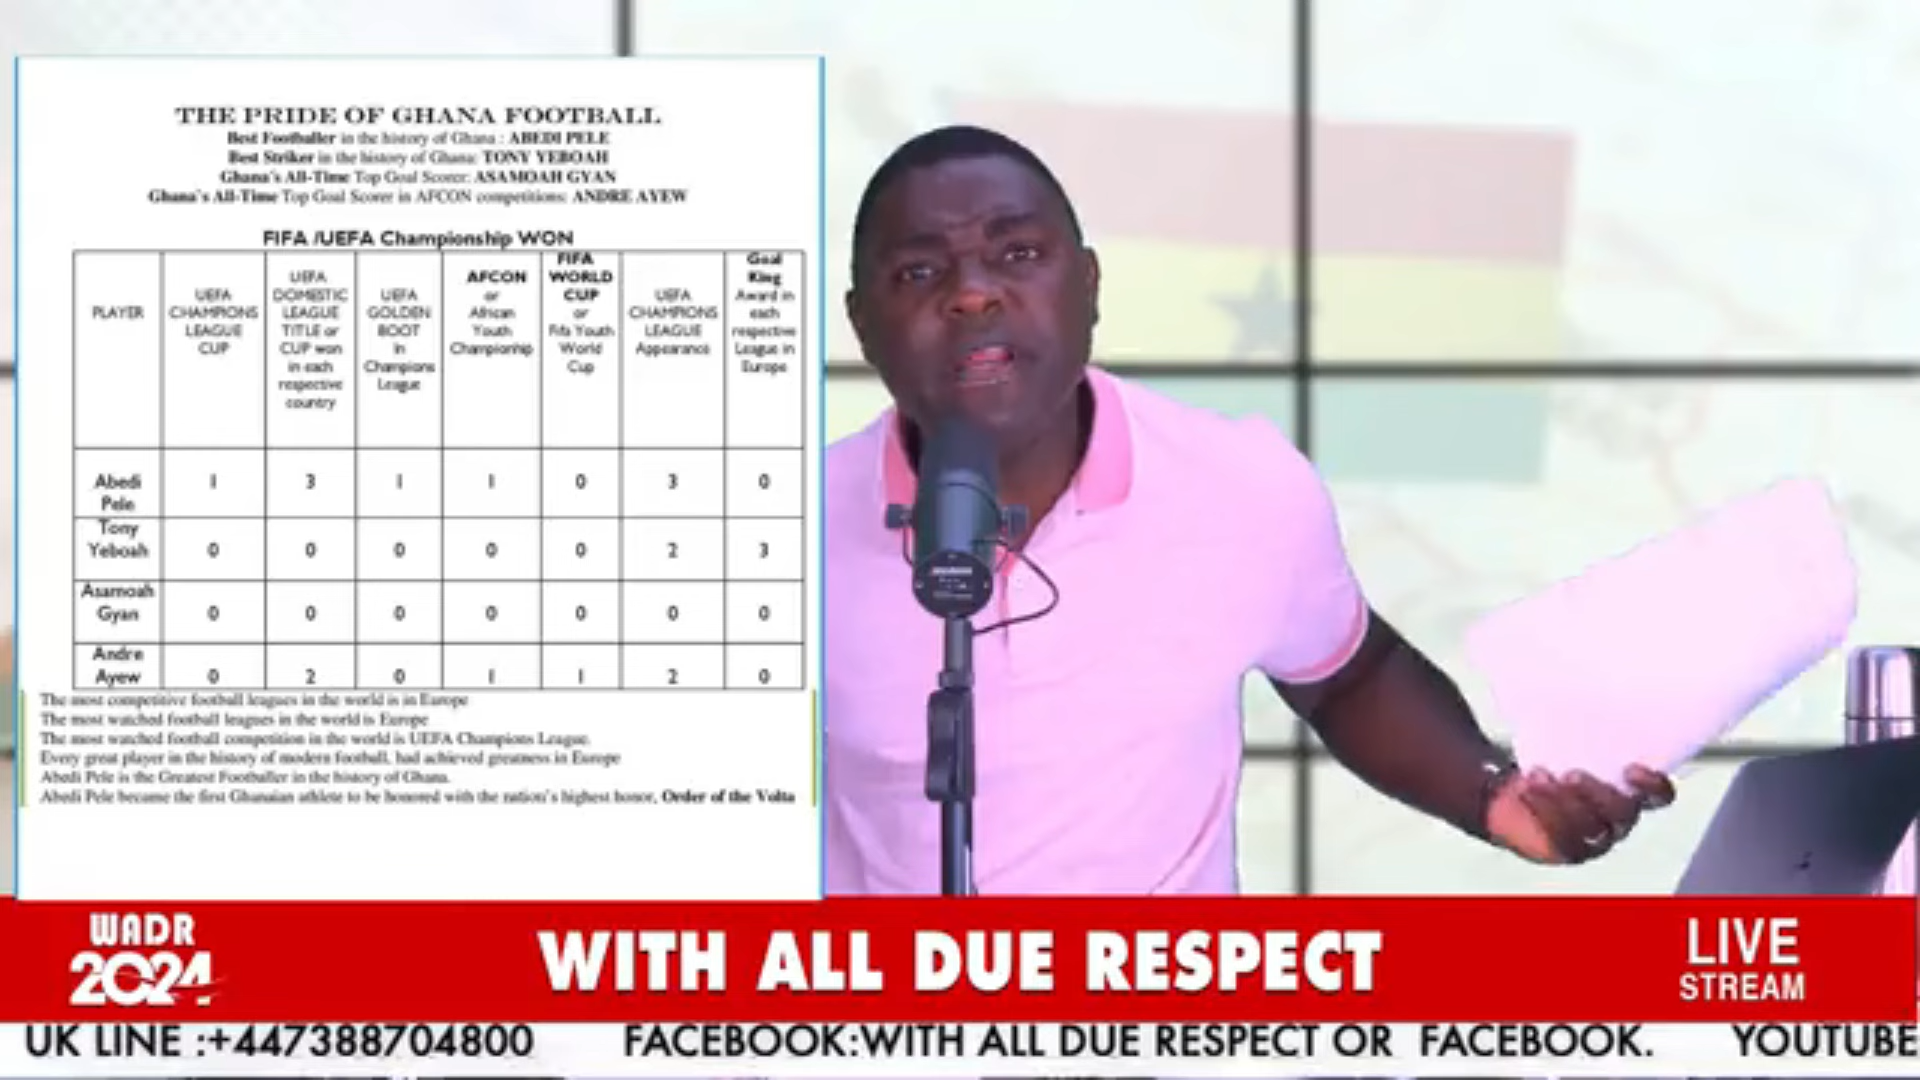 THE PRIDE OF GHANA FOOTBALL
Best Footballer in the history of Ghana : ABEDI PELE
Best Striker in the history of Ghana: TONY YEBOAH
Ghana's All-Time Top Goal Scorer: ASAMOAH GYAN
Ghana's All-Time Top Goal Scorer in AFCON competitions: ANDRE AYEW
FIFA /UEFA Championship WON
PLAYER
UEFA
CHAMPIONS
LEAGUE
CUP
UEFA
DOMESTIC
LEAGUE
TITLE or
CUP won
in each
respective
country
UEFA
GOLDEN
BOOT
In
Champions
League
AFCON
or
African
Youth
Championhip
FIFA
WORLD
CUP
or
Fifa Youth
World
Cup
UEFA
CHAMPIONS
LEAGUE
Appearance
Goal
King
Award in
each
respective
League in
Europe
Abedi
Pele
1 3 1 1 0 3 0
Tony
Yeboah
0 0 0 0 0 2 3
Asamoah
Gyan
0 0 0 0 0 0 0
Andre
Ayew
0 2 0 1 1 2 0
The most competitive football leagues in the world is in Europe
The most watched football leagues in the world is Europe
The most watched football competition in the world is UEFA Champions League.
Every great player in the history of modern football, had achieved greatness in Europe
Abedi Pele is the Greatest Footballer in the history of Ghana.
Abedi Pele became the first Ghanaian athlete to be honored with the nation's highest honor, Order of the Volta
WADR
2024
WITH ALL DUE RESPECT
LIVE
STREAM
UK LINE :+447388704800 FACEBOOK:WITH ALL DUE RESPECT OR FACEBOOK. YOUTUBE